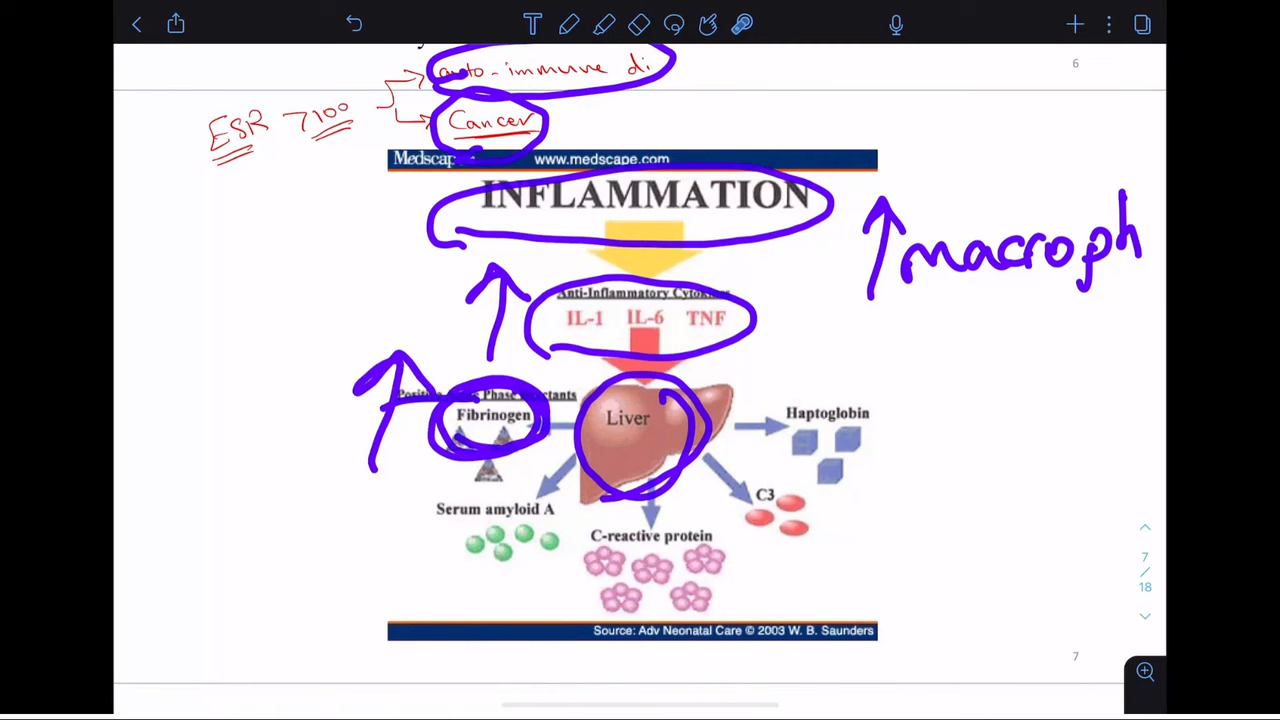 auto-immune di.
6
ESR >100
Cancer
Medscape www.medscape.com
INFLAMMATION
↑ macroph
Anti-Inflammatory Cytokines
IL-1 IL-6 TNF
Phase Reactants
Fibrinogen
Liver
Haptoglobin
Serum amyloid A
C3
C-reactive protein
7
/
18
Source: Adv Neonatal Care © 2003 W. B. Saunders
7